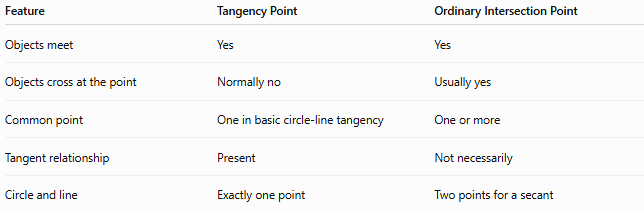 Feature Tangency Point Ordinary Intersection Point
Objects meet Yes Yes
Objects cross at the point Normally no Usually yes
Common point One in basic circle-line tangency One or more
Tangent relationship Present Not necessarily
Circle and line Exactly one point Two points for a secant